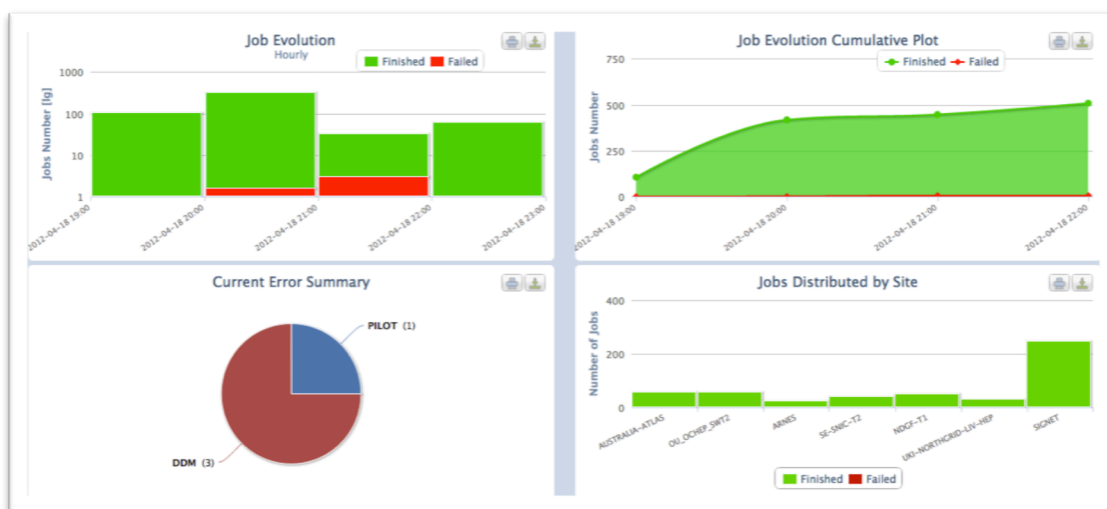 Job Evolution
Hourly
Finished Failed
Jobs Number [lg]
1000
100
10
1
2012-04-18 19:00
2012-04-18 20:00
2012-04-18 21:00
2012-04-18 22:00
2012-04-18 23:00
Job Evolution Cumulative Plot
Finished Failed
Jobs Number
750
500
250
0
2012-04-18 19:00
2012-04-18 20:00
2012-04-18 21:00
2012-04-18 22:00
Current Error Summary
PILOT (1)
DDM (3)
Jobs Distributed by Site
Number of Jobs
400
200
0
AUSTRALIA-ATLAS
OU_OCHEP_SWT2
ARNES
SE-SNIC-T2
NDGF-T1
UKI-NORTHGRID-LIV-HEP
SIGNET
Finished Failed